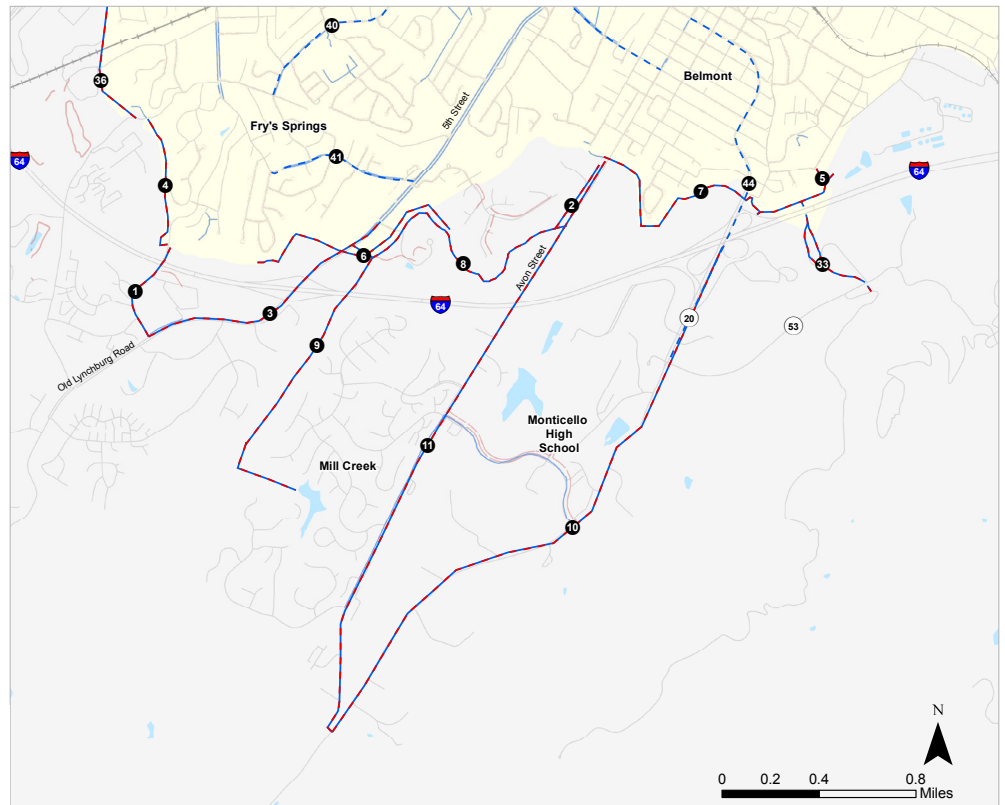 40
36
Belmont
5th Street
Fry's Springs
64
41
64
4
44
5
7
2
6
8
Avon Street
33
1
64
3
20
53
9
Old Lynchburg Road
Monticello
High
School
11
Mill Creek
10
N
0 0.2 0.4 0.8
Miles